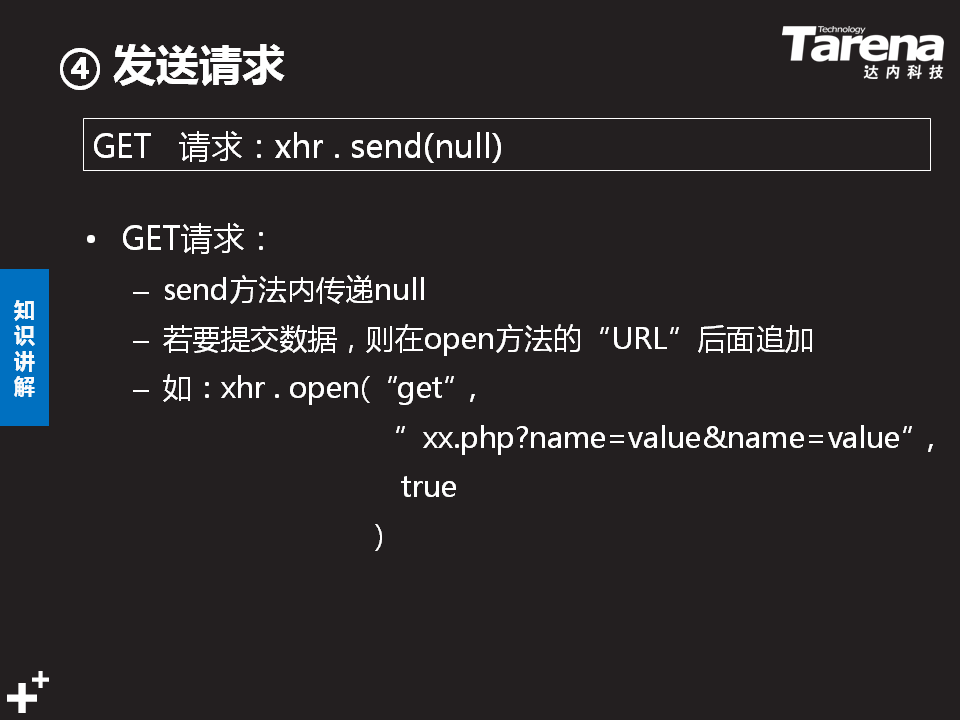 ④ 发送请求
Technology
Tarena
达内科技
GET 请求：xhr . send(null)
• GET请求：
– send方法内传递null
– 若要提交数据，则在open方法的“URL”后面追加
– 如：xhr . open(“get”,
”xx.php?name=value&name=value”,
true
)
知识讲解